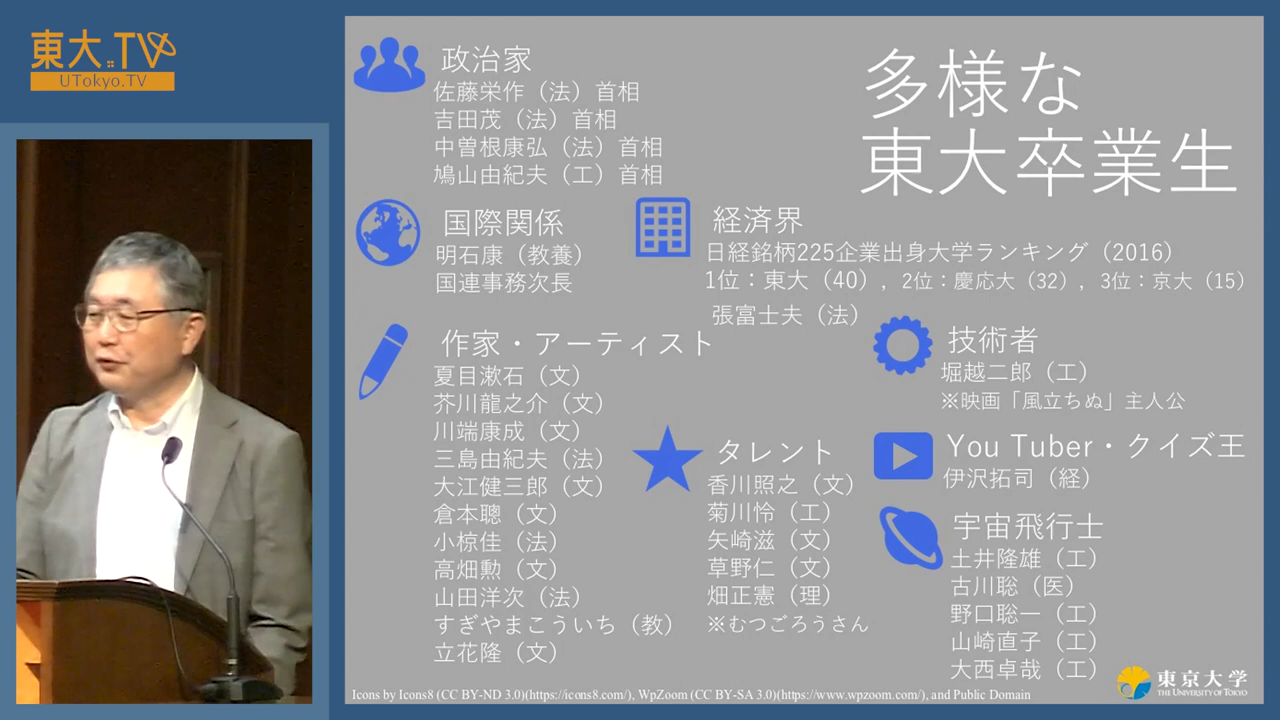 東大TV
UTokyo.TV
多様な
東大卒業生
政治家
佐藤栄作（法）首相
吉田茂（法）首相
中曽根康弘（法）首相
鳩山由紀夫（工）首相
国際関係
明石康（教養）
国連事務次長
経済界
日経銘柄225企業出身大学ランキング（2016）
1位：東大（40），2位：慶応大（32），3位：京大（15）
張富士夫（法）
作家・アーティスト
夏目漱石（文）
芥川龍之介（文）
川端康成（文）
三島由紀夫（法）
大江健三郎（文）
倉本聰（文）
小椋佳（法）
高畑勲（文）
山田洋次（法）
すぎやまこういち（教）
立花隆（文）
タレント
香川照之（文）
菊川怜（工）
矢崎滋（文）
草野仁（文）
畑正憲（理）
※むつごろうさん
技術者
堀越二郎（工）
※映画「風立ちぬ」主人公
You Tuber・クイズ王
伊沢拓司（経）
宇宙飛行士
土井隆雄（工）
古川聡（医）
野口聡一（工）
山崎直子（工）
大西卓哉（工）
Icons by Icons8 (CC BY-ND 3.0)(https://icons8.com/), WpZoom (CC BY-SA 3.0)(https://www.wpzoom.com/), and Public Domain
東京大学
THE UNIVERSITY OF TOKYO